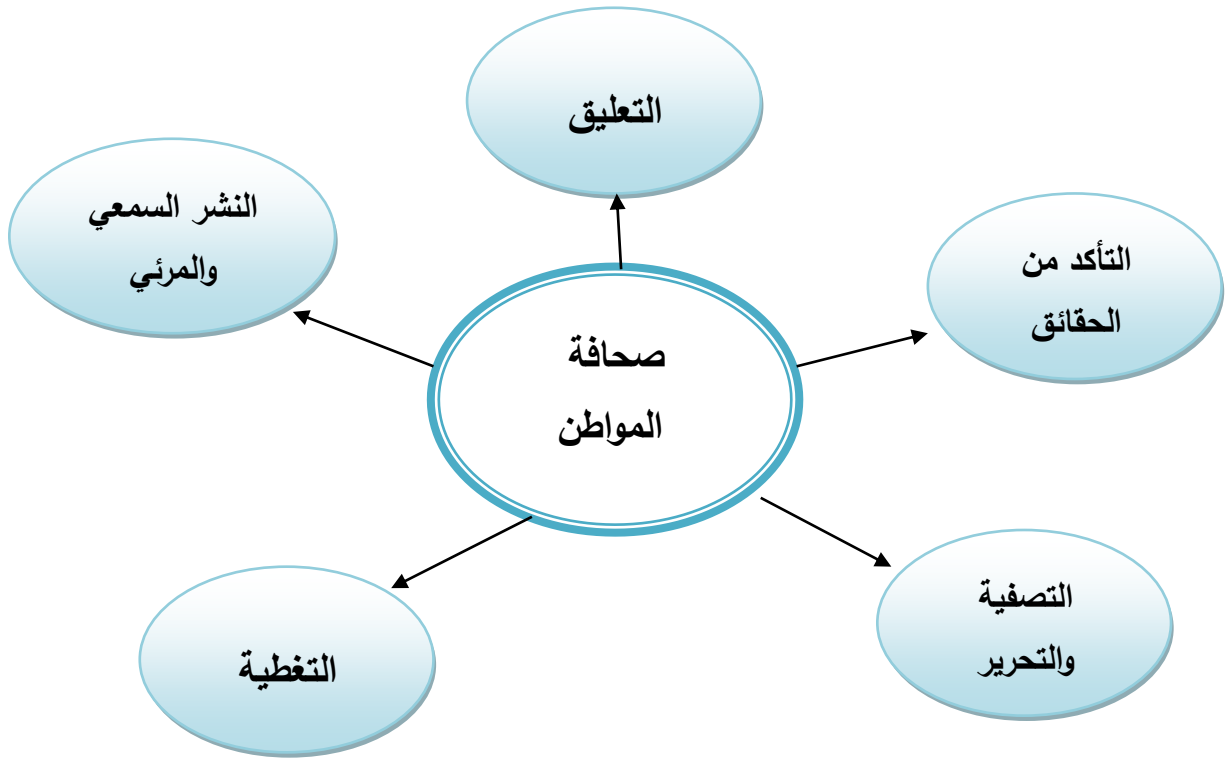 التعليق
النشر السمعي
والمرئي
التأكد من
الحقائق
صحافة
المواطن
التصفية
والتحرير
التغطية